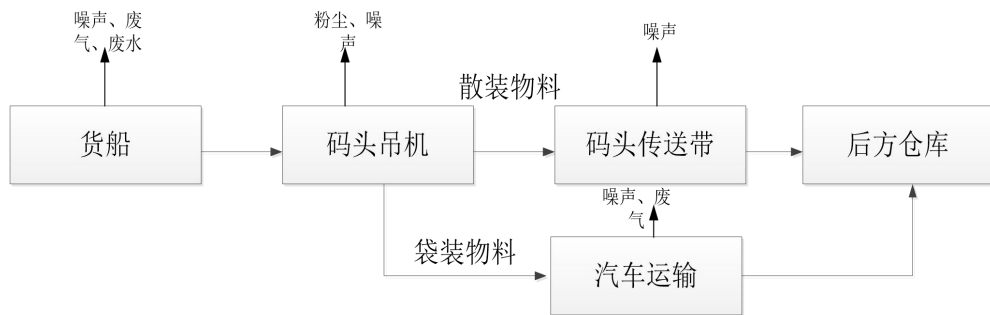 噪声、废
气、废水
粉尘、噪
声
噪声
散装物料
货船
码头吊机
码头传送带
后方仓库
噪声、废
气
袋装物料
汽车运输